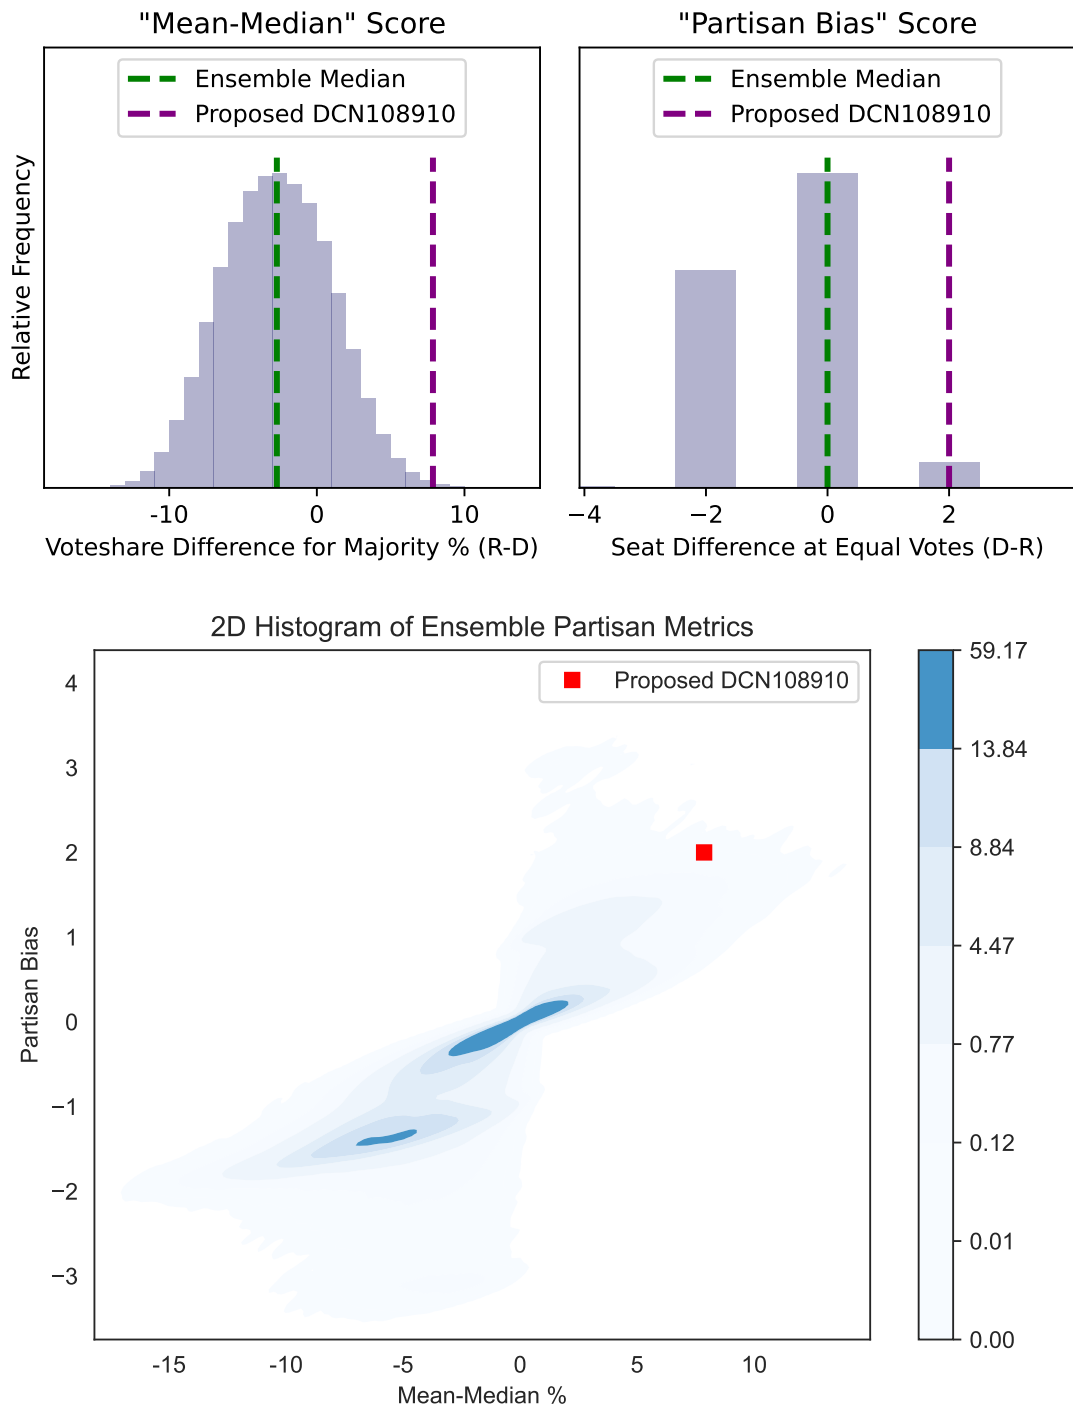 "Mean-Median" Score
Ensemble Median
Proposed DCN108910
Relative Frequency
-10
0
10
Voteshare Difference for Majority % (R-D)
"Partisan Bias" Score
Ensemble Median
Proposed DCN108910
−4
−2
0
2
Seat Difference at Equal Votes (D-R)
2D Histogram of Ensemble Partisan Metrics
Proposed DCN108910
Partisan Bias
4
3
2
1
0
−1
−2
−3
-15
-10
-5
0
5
10
Mean-Median %
59.17
13.84
8.84
4.47
0.77
0.12
0.01
0.00